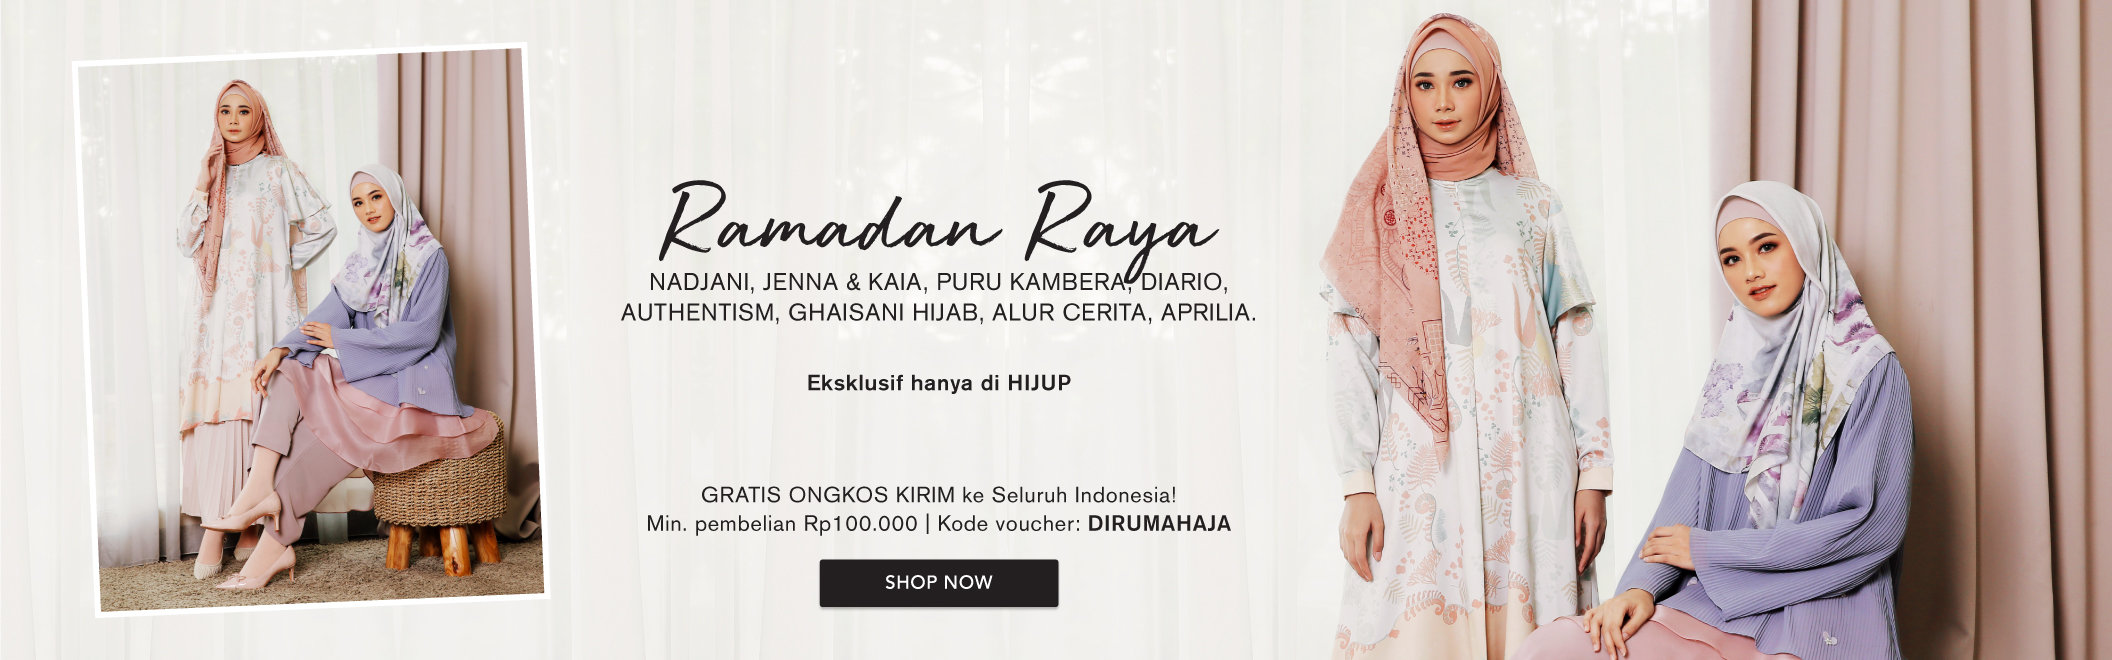 Ramadan Raya
NADJANI, JENNA & KAIA, PURU KAMBERA, DIARIO,
AUTHENTISM, GHAISANI HIJAB, ALUR CERITA, APRILIA.
Eksklusif hanya di HIJUP
GRATIS ONGKOS KIRIM ke Seluruh Indonesia!
Min. pembelian Rp100.000 | Kode voucher: DIRUMAHAJA
SHOP NOW